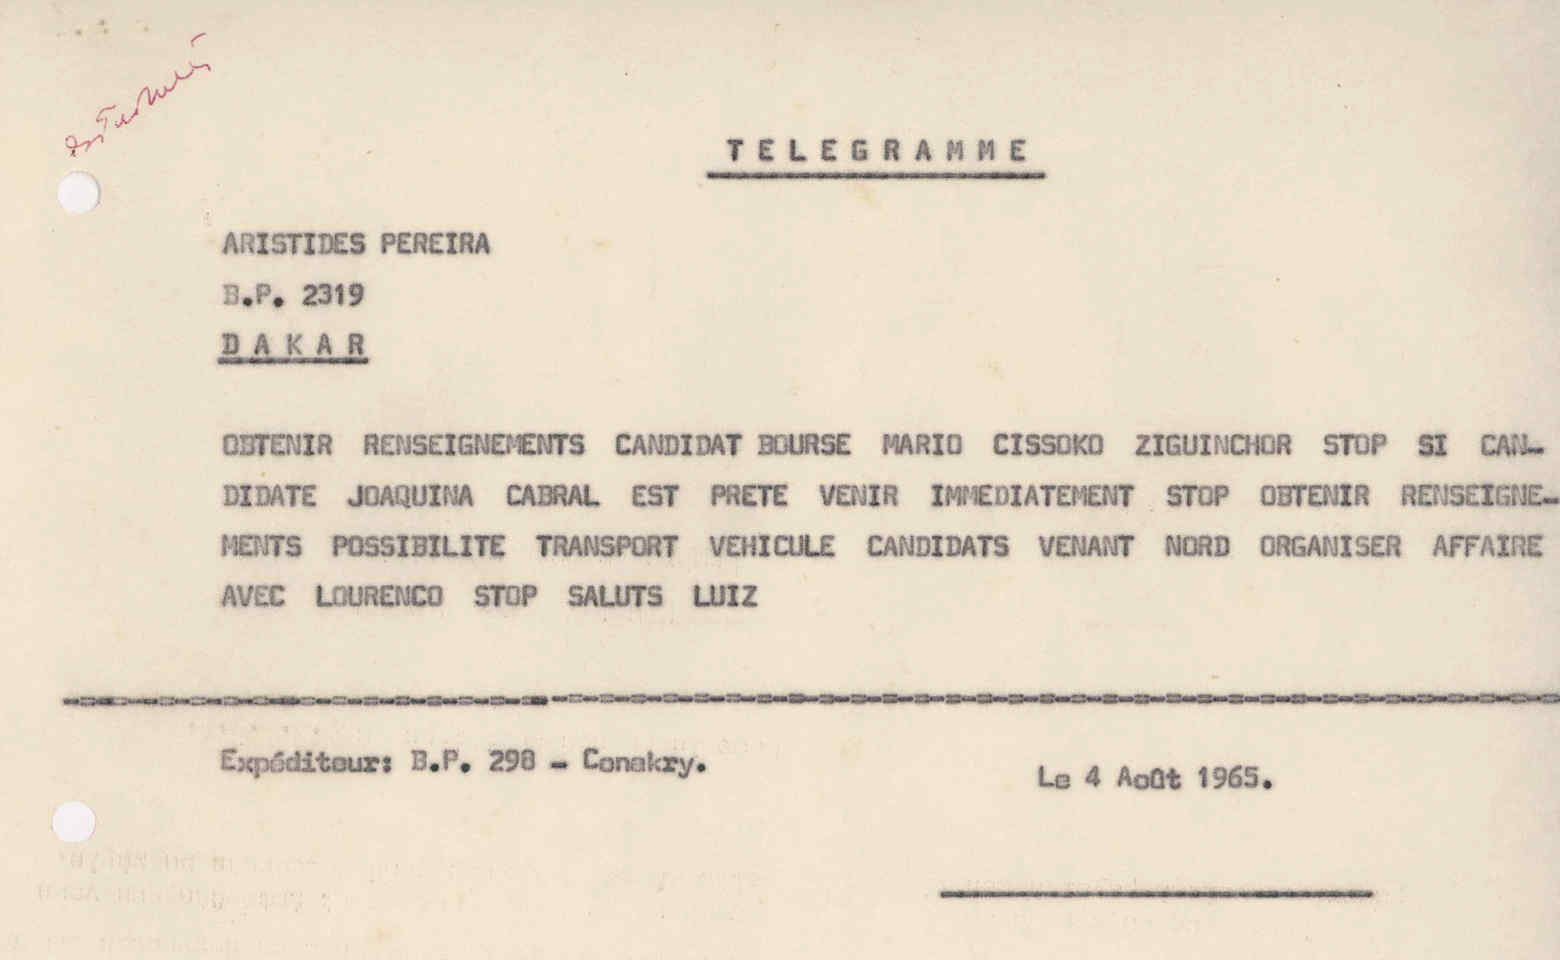 T E L E G R A M M E
ARISTIDES PEREIRA
B.P. 2319
D A K A R
OBTENIR RENSEIGNEMENTS CANDIDAT BOURSE MARIO CISSOKO ZIGUINCHOR STOP SI CAN-
DIDATE JOAQUINA CABRAL EST PRETE VENIR IMMEDIATEMENT STOP OBTENIR RENSEIGNE-
MENTS POSSIBILITE TRANSPORT VEHICULE CANDIDATS VENANT NORD ORGANISER AFFAIRE
AVEC LOURENCO STOP SALUTS LUIZ
Expéditeur: B.P. 298 - Conakry.
Le 4 Août 1965.